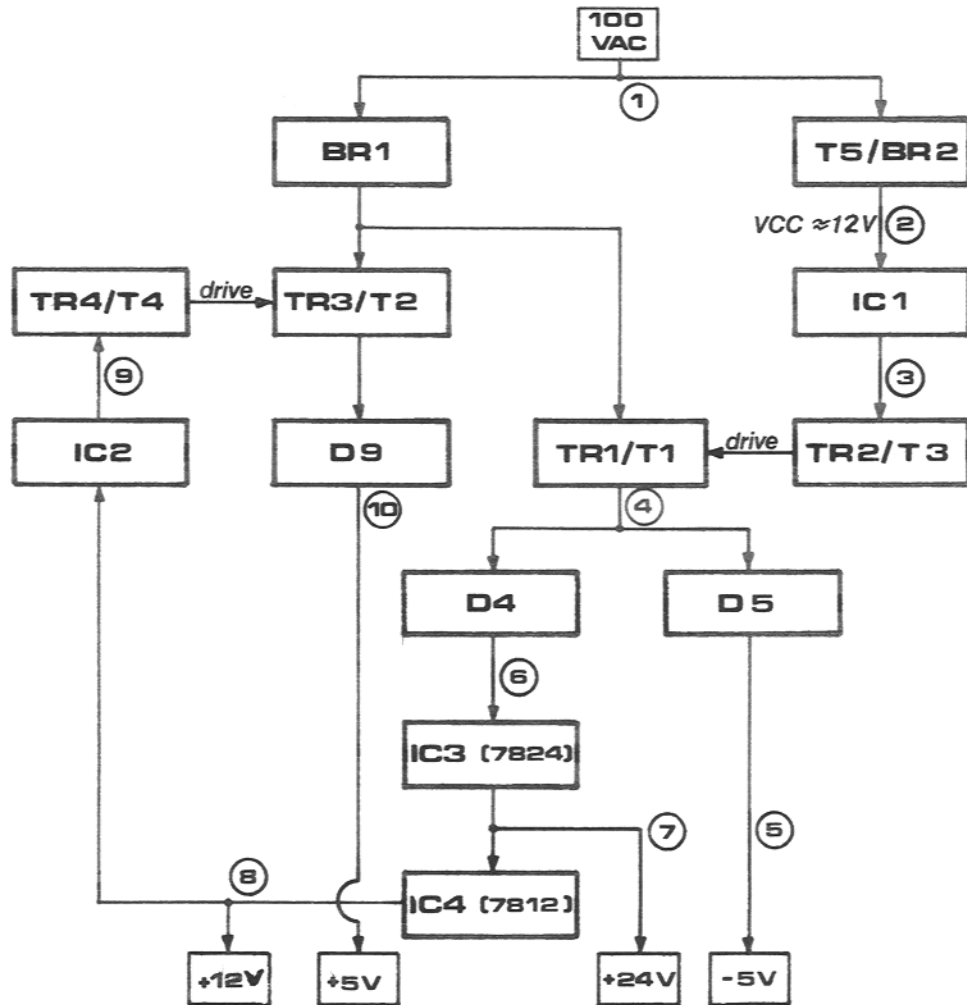 100
VAC
1
BR1
T5/BR2
VCC ≈12V
2
TR4/T4
drive
TR3/T2
IC1
9
3
IC2
D9
TR1/T1
drive
TR2/T3
10
4
D4
D5
6
IC3 (7824)
7
5
8
IC4 (7812)
+12V
+5V
+24V
-5V